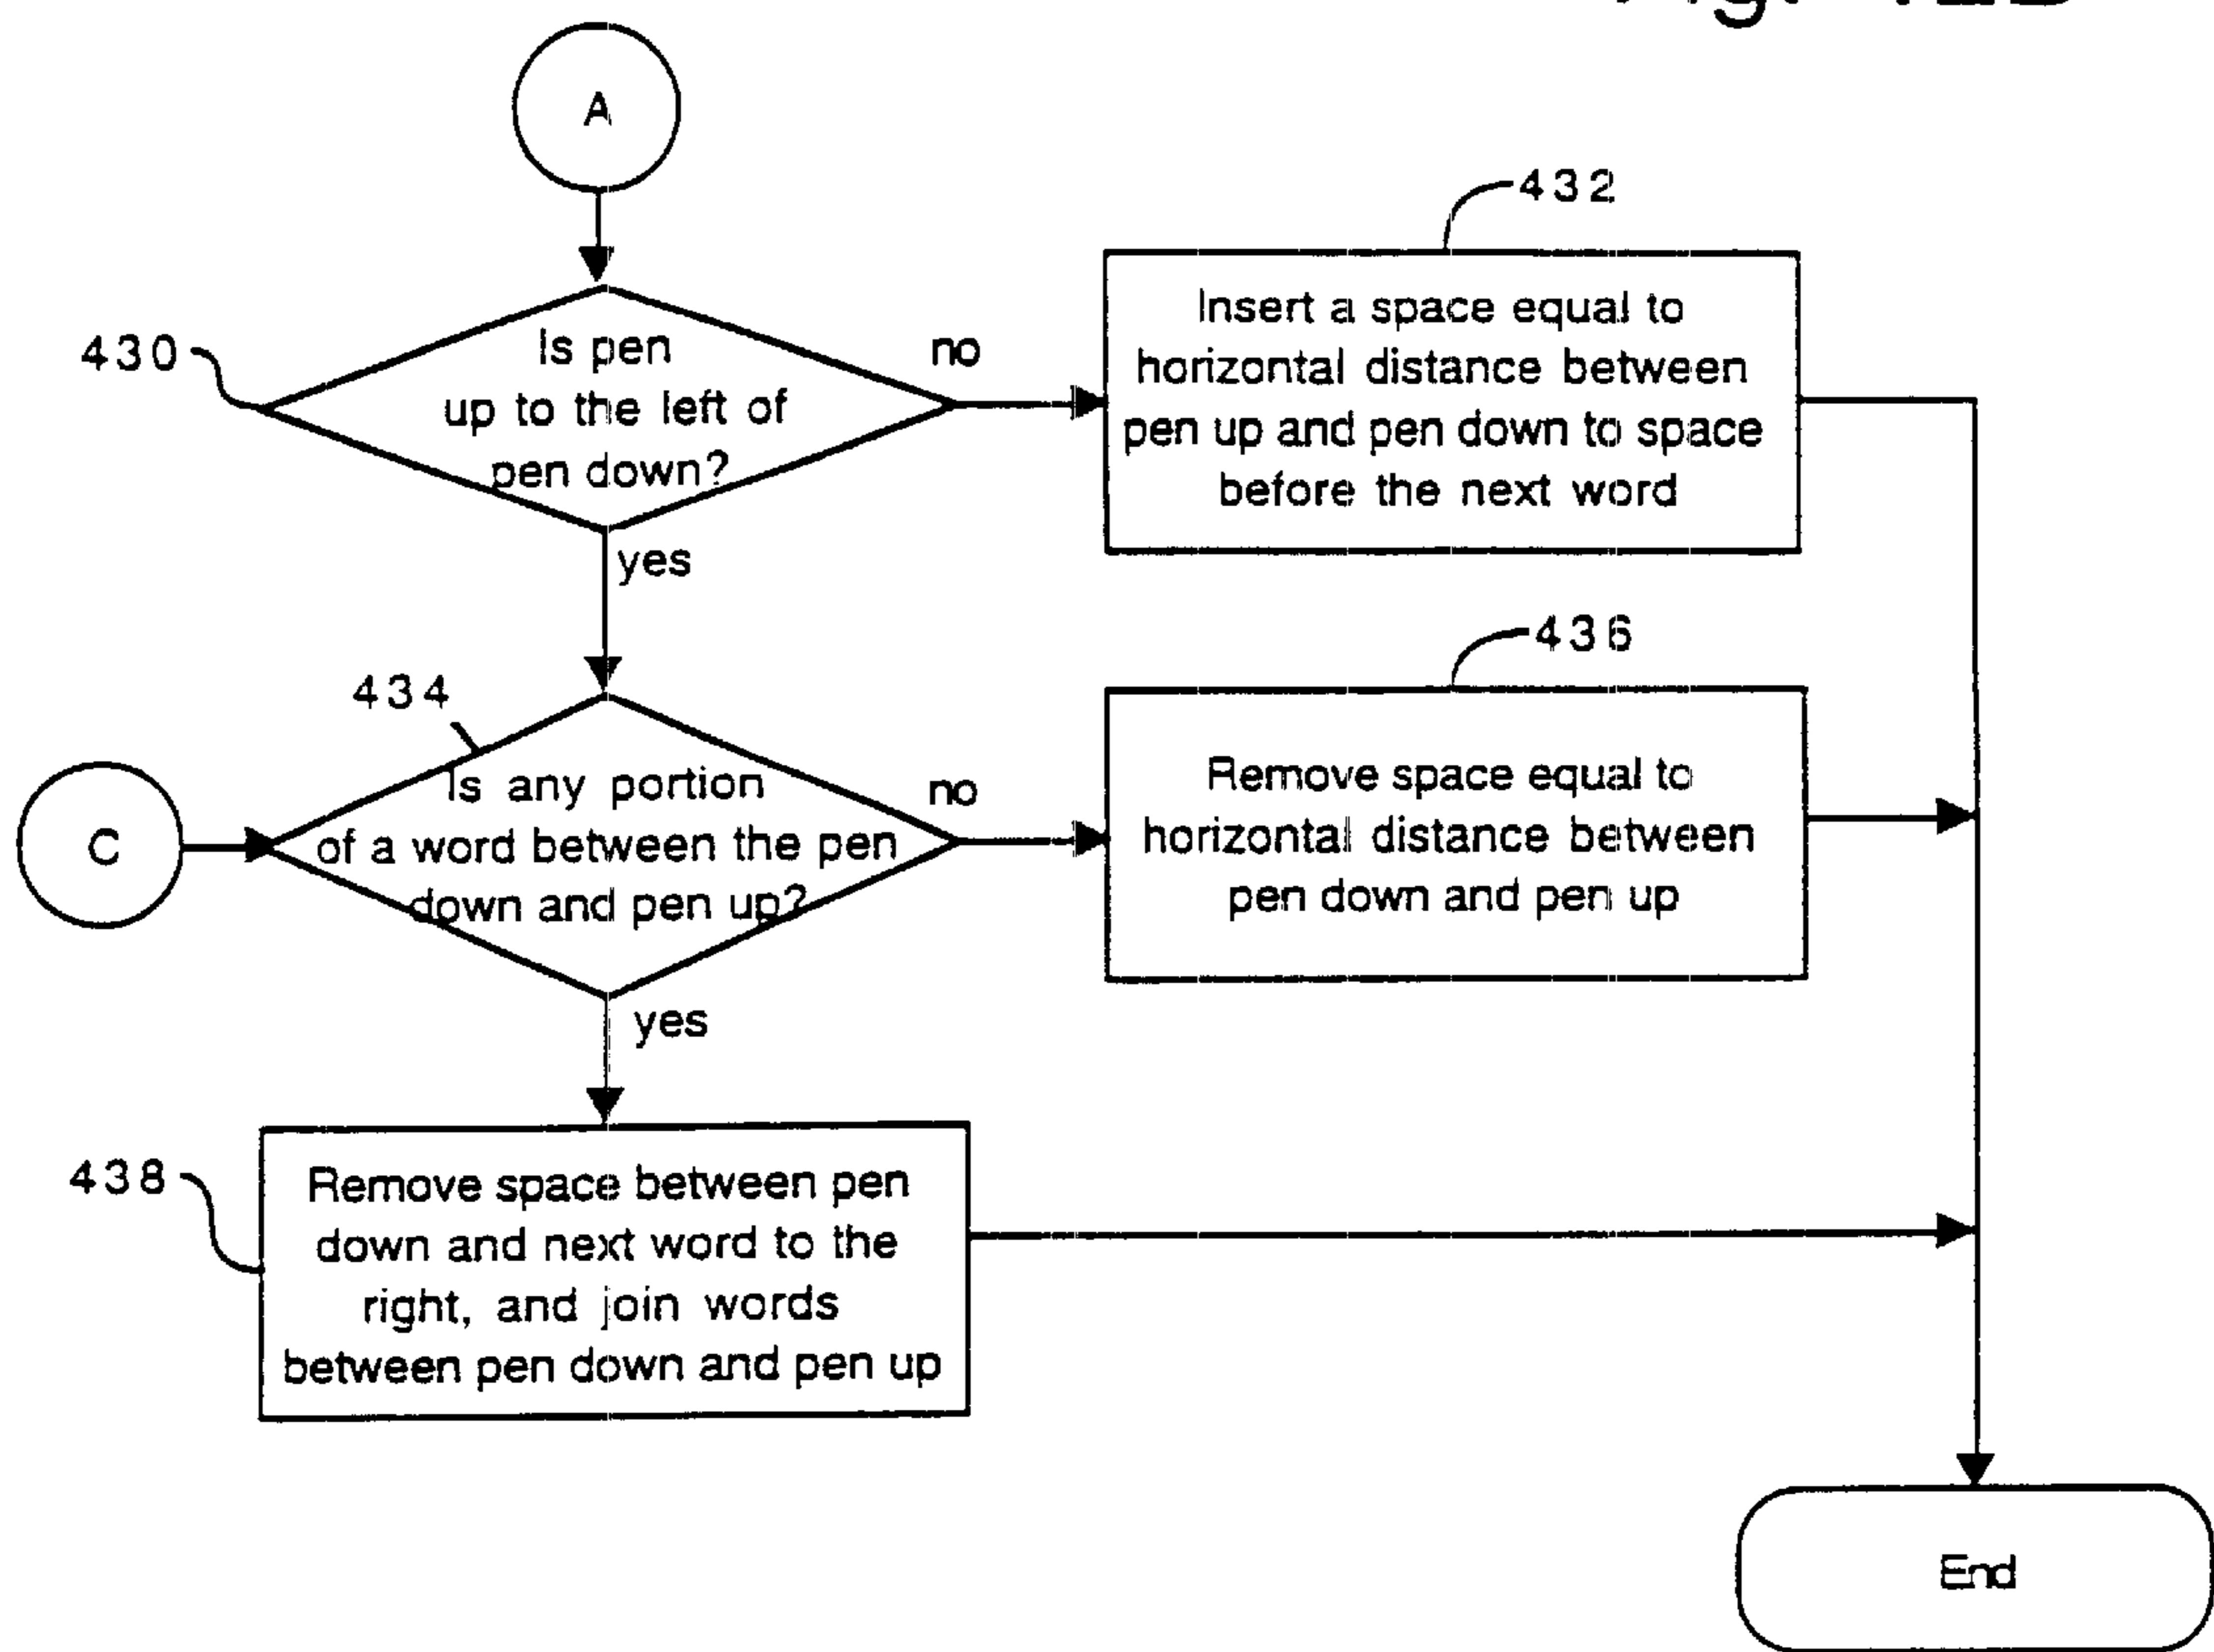 A
432
Insert a space equal to
horizontal distance between
pen up and pen down to space
before the next word
430
Is pen
up to the left of
pen down?
no
yes
436
434
Remove space equal to
horizontal distance between
pen down and pen up
C
Is any portion
of a word between the pen
down and pen up?
no
yes
438
Remove space between pen
down and next word to the
right, and join words
between pen down and pen up
End